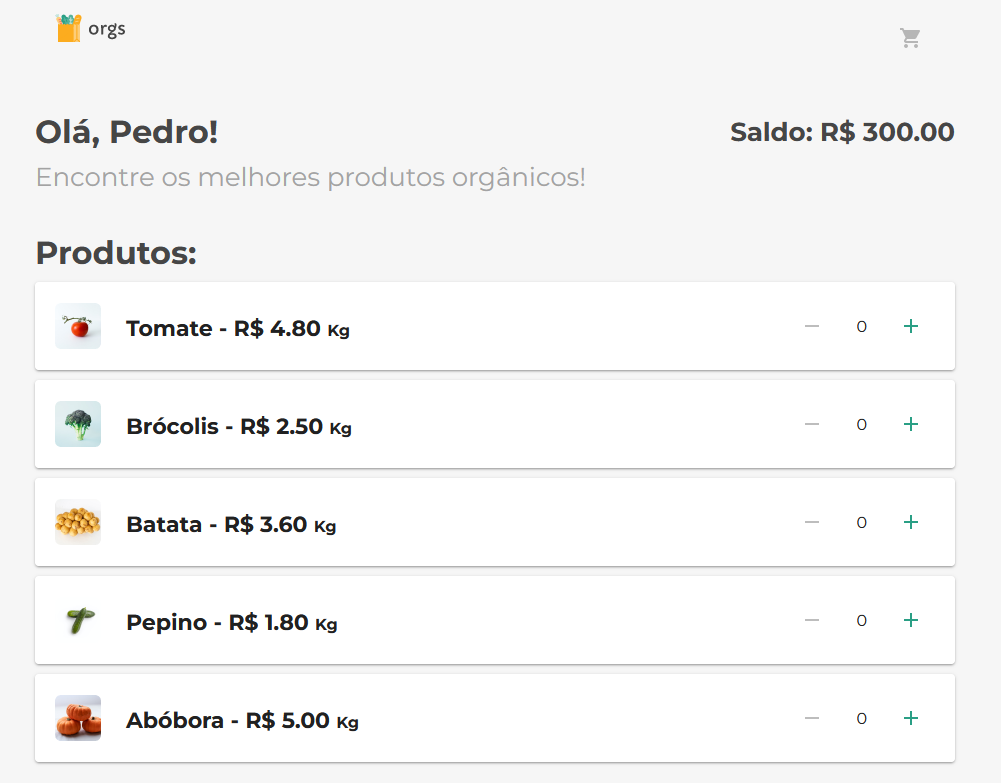 orgs
Olá, Pedro!
Saldo: R$ 300.00
Encontre os melhores produtos orgânicos!
Produtos:
Tomate - R$ 4.80 Kg
0
Brócolis - R$ 2.50 Kg
0
Batata - R$ 3.60 Kg
0
Pepino - R$ 1.80 Kg
0
Abóbora - R$ 5.00 Kg
0